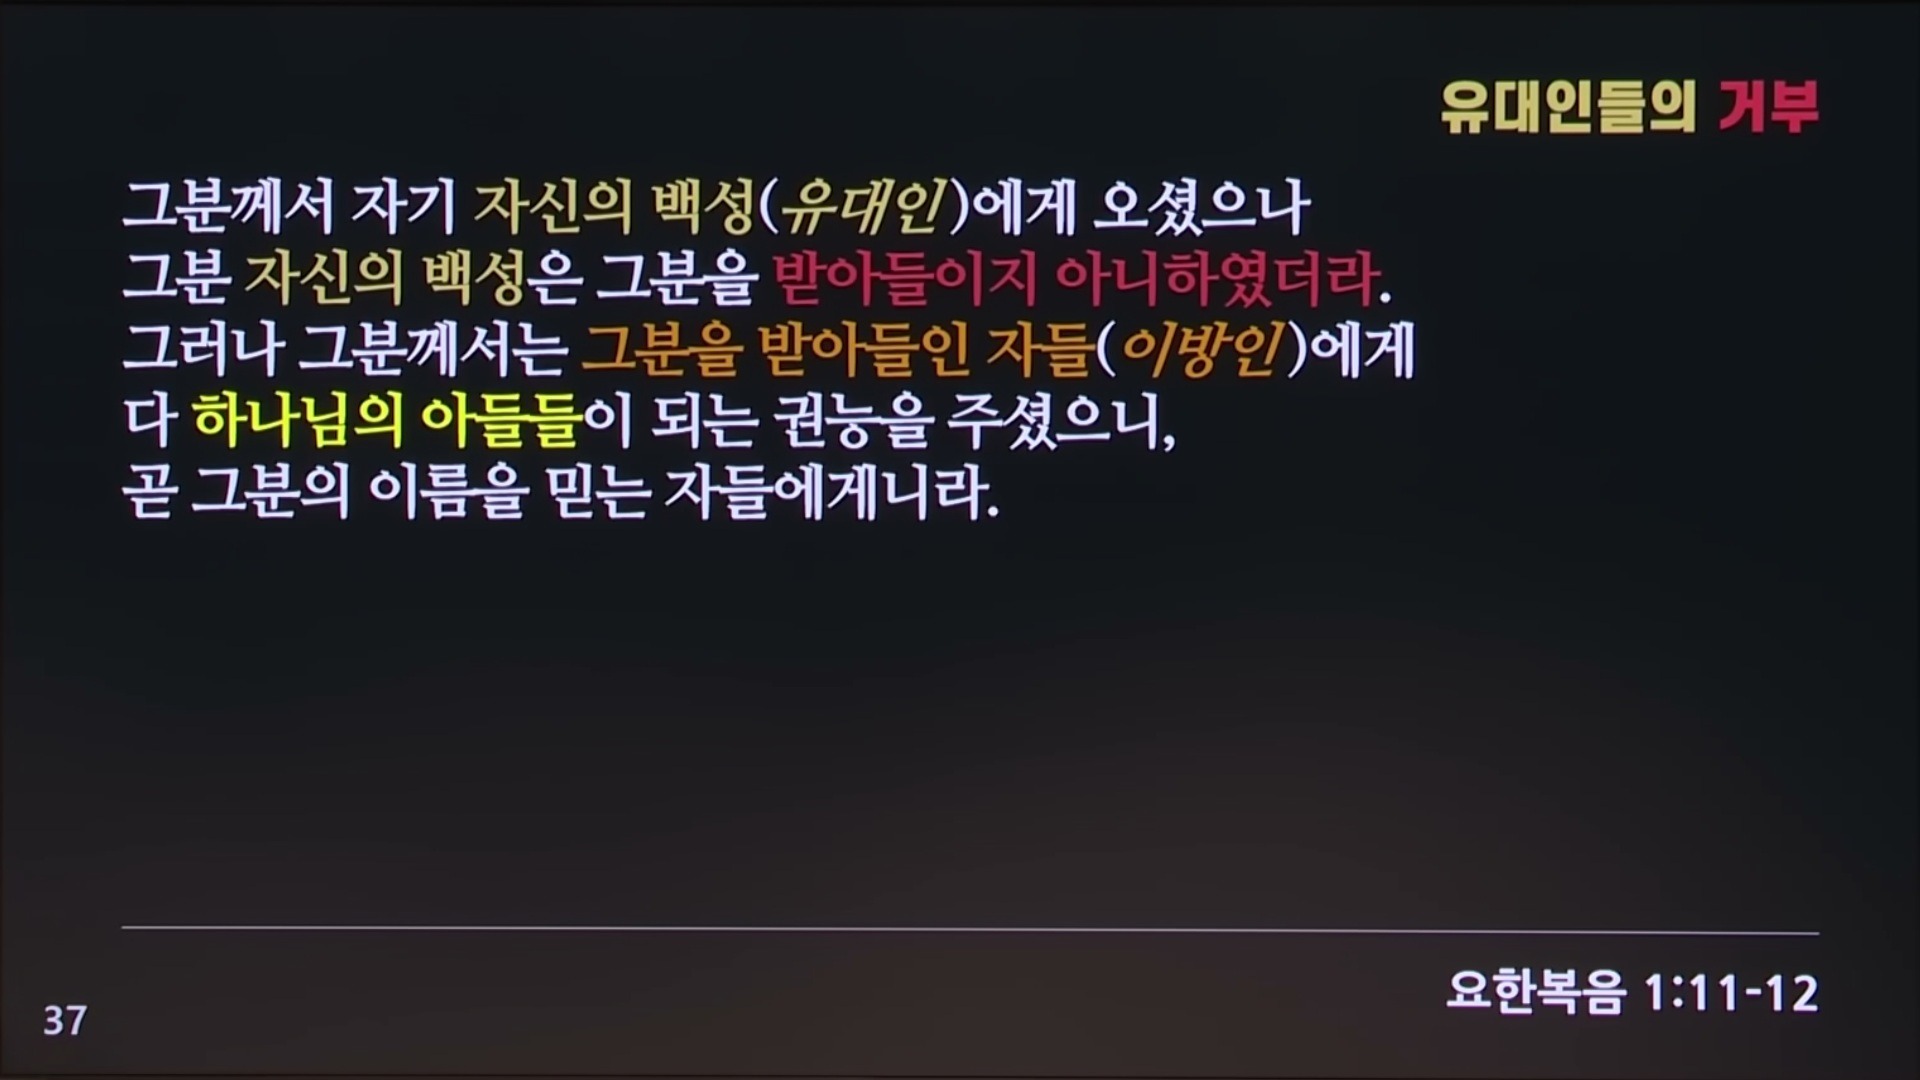 유대인들의 거부
그분께서 자기 자신의 백성(유대인)에게 오셨으나
그분 자신의 백성은 그분을 받아들이지 아니하였더라.
그러나 그분께서는 그분을 받아들인 자들(이방인)에게
다 하나님의 아들들이 되는 권능을 주셨으니,
곧 그분의 이름을 믿는 자들에게니라.
요한복음 1:11-12
37